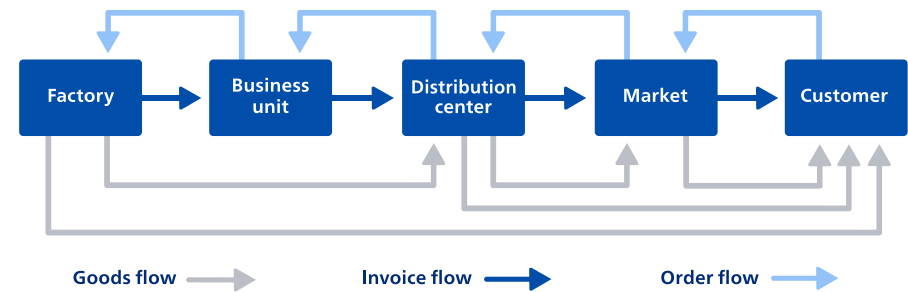 Factory
Business
unit
Distribution
center
Market
Customer
Goods flow
Invoice flow
Order flow